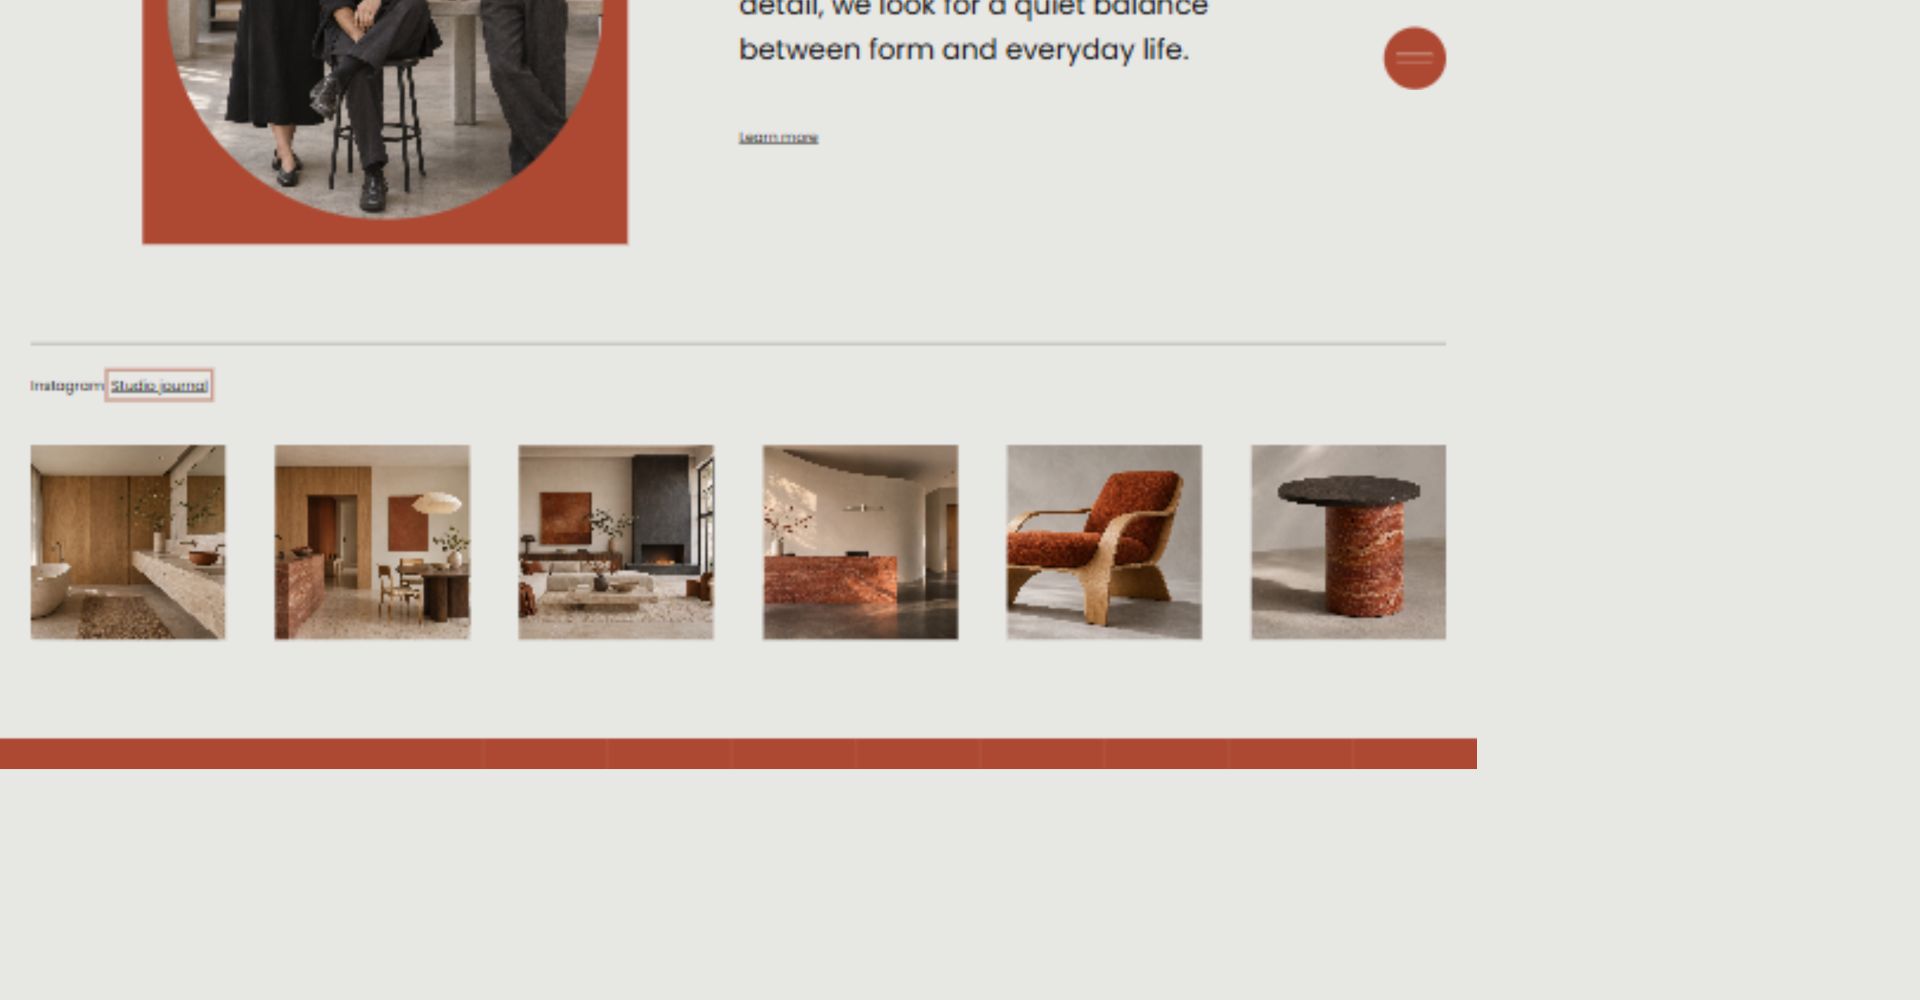 detail, we look for a quiet balance
between form and everyday life.
Learn more
Instagram Studio journal